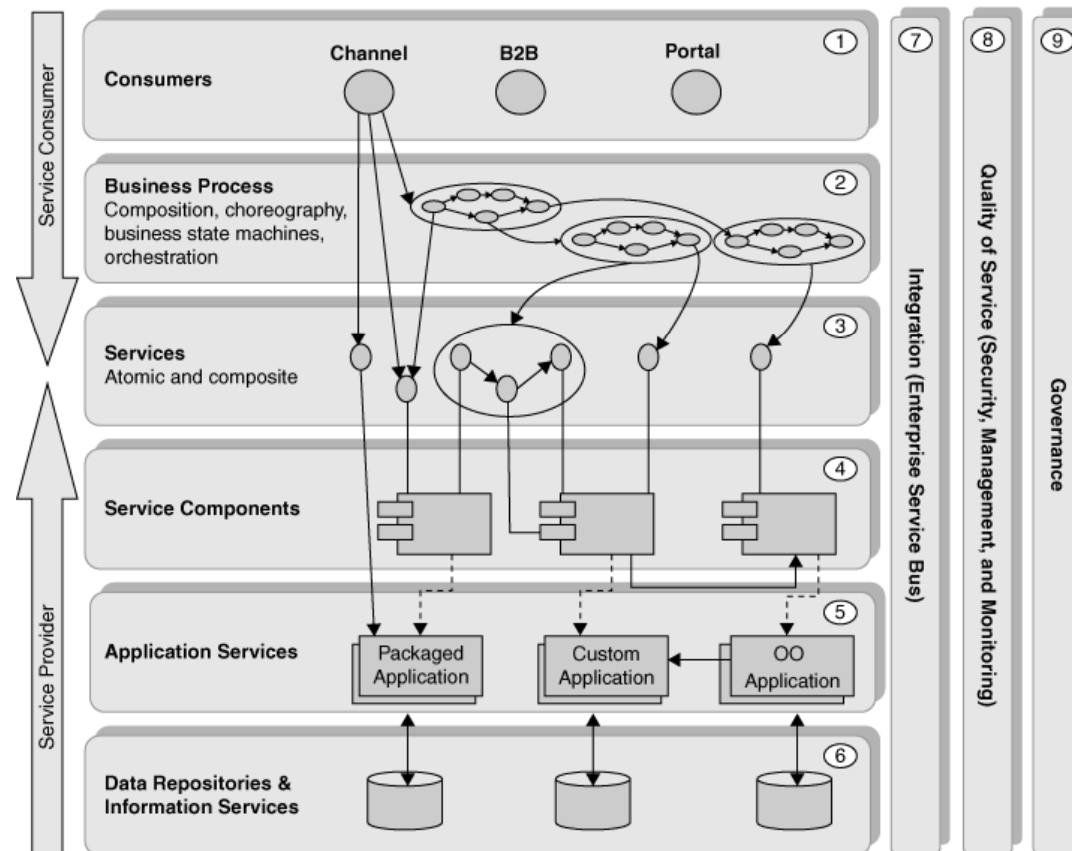 Service Consumer
Service Provider
1
Channel
B2B
Portal
Consumers
2
Business Process
Composition, choreography,
business state machines,
orchestration
3
Services
Atomic and composite
4
Service Components
5
Application Services
Packaged
Application
Custom
Application
OO
Application
6
Data Repositories &
Information Services
7
Integration (Enterprise Service Bus)
8
Quality of Service (Security, Management, and Monitoring)
9
Governance